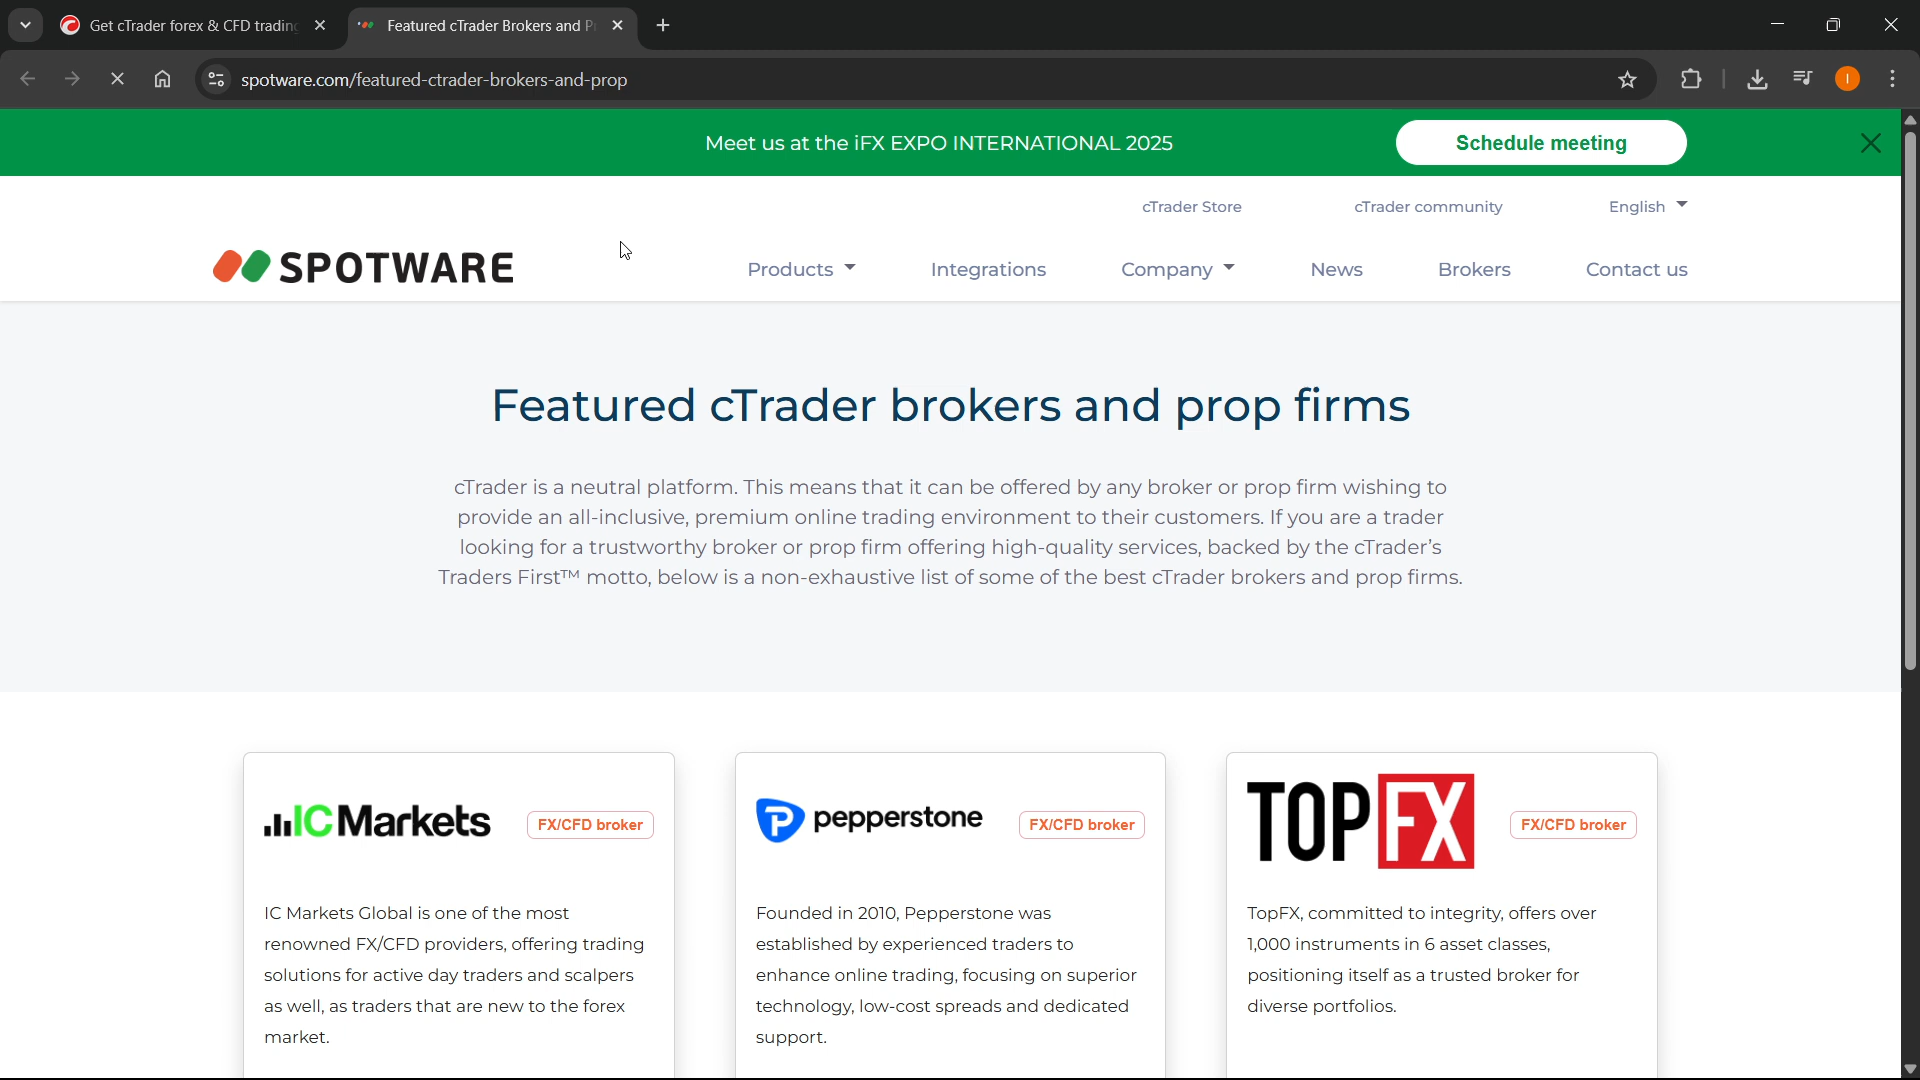 Get cTrader forex & CFD trading
Featured cTrader Brokers and P
spotware.com/featured-ctrader-brokers-and-prop
I
Meet us at the iFX EXPO INTERNATIONAL 2025
Schedule meeting
cTrader Store
cTrader community
English
SPOTWARE
Products
Integrations
Company
News
Brokers
Contact us
Featured cTrader brokers and prop firms
cTrader is a neutral platform. This means that it can be offered by any broker or prop firm wishing to
provide an all-inclusive, premium online trading environment to their customers. If you are a trader
looking for a trustworthy broker or prop firm offering high-quality services, backed by the cTrader's
Traders First™ motto, below is a non-exhaustive list of some of the best cTrader brokers and prop firms.
IC Markets
FX/CFD broker
IC Markets Global is one of the most
renowned FX/CFD providers, offering trading
solutions for active day traders and scalpers
as well, as traders that are new to the forex
market.
pepperstone
FX/CFD broker
Founded in 2010, Pepperstone was
established by experienced traders to
enhance online trading, focusing on superior
technology, low-cost spreads and dedicated
support.
TOPFX
FX/CFD broker
TopFX, committed to integrity, offers over
1,000 instruments in 6 asset classes,
positioning itself as a trusted broker for
diverse portfolios.